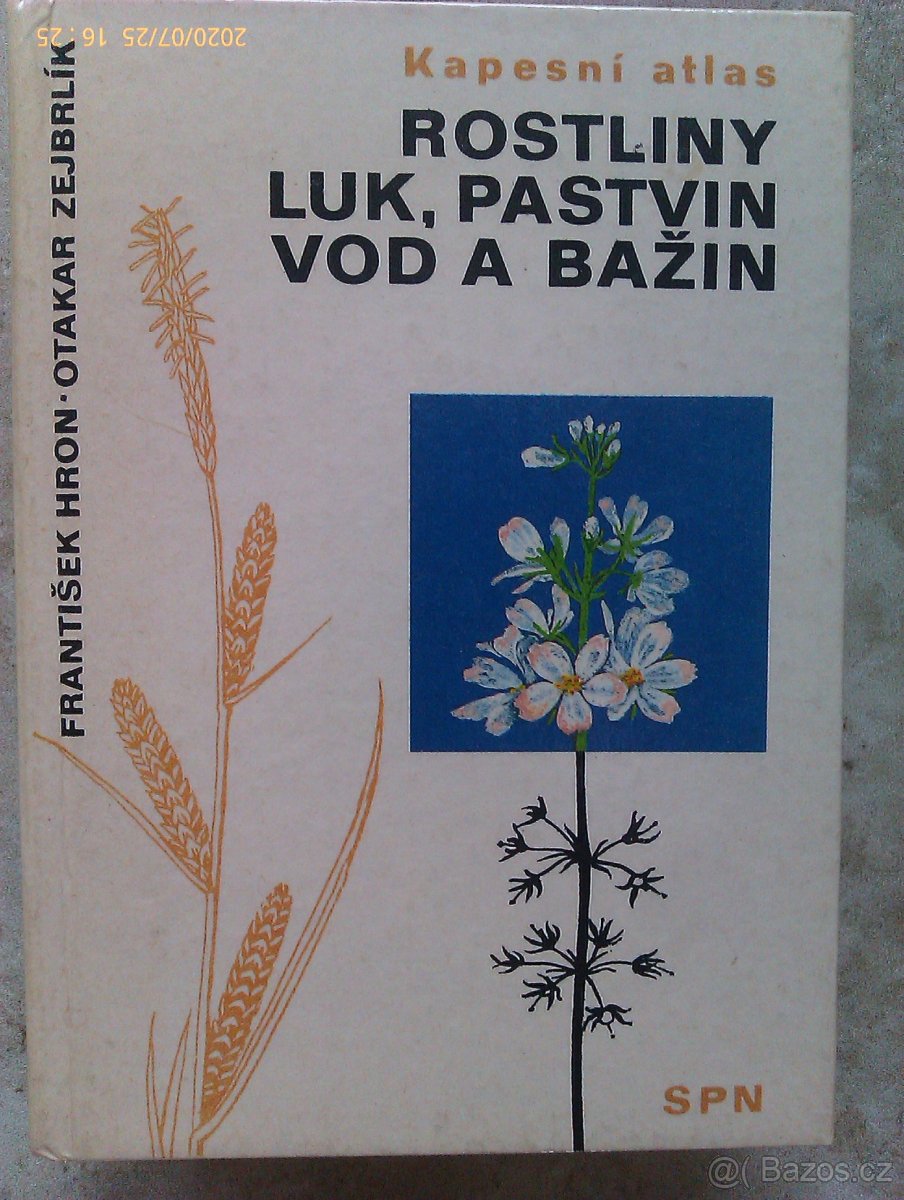 2020/07/25 16:25
Kapesní atlas
ROSTLINY
LUK, PASTVIN
VOD A BAŽIN
FRANTIŠEK HRON · OTAKAR ZEJBRLÍK
SPN
@( Bazos.cz